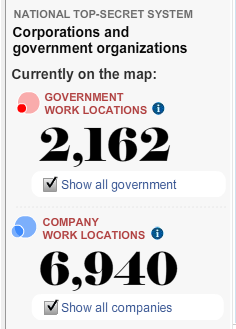 NATIONAL TOP-SECRET SYSTEM
Corporations and
government organizations
Currently on the map:
GOVERNMENT
WORK LOCATIONS i
2,162
Show all government
COMPANY
WORK LOCATIONS i
6,940
Show all companies